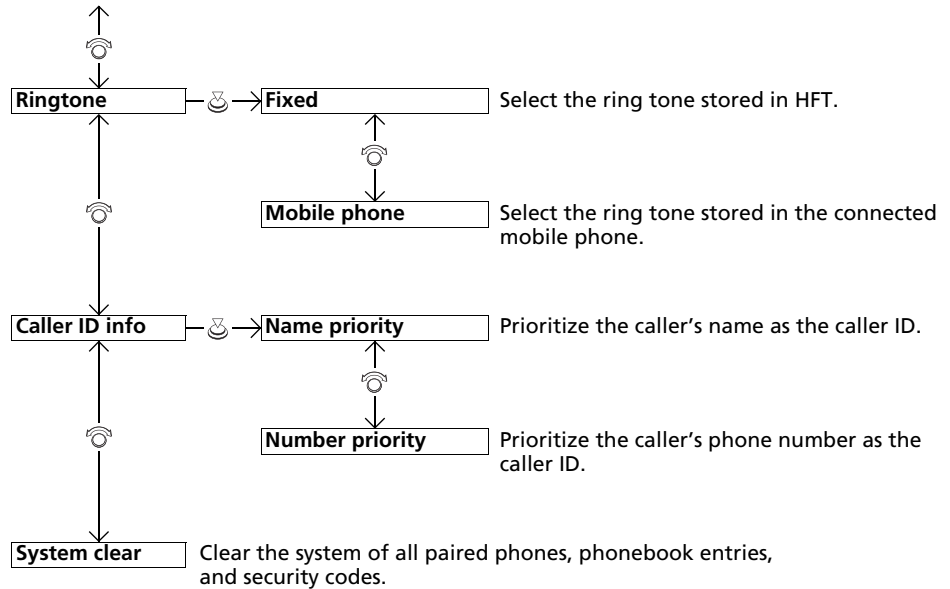 Ringtone
Fixed
Select the ring tone stored in HFT.
Mobile phone
Select the ring tone stored in the connected
mobile phone.
Caller ID info
Name priority
Prioritize the caller’s name as the caller ID.
Number priority
Prioritize the caller’s phone number as the
caller ID.
System clear
Clear the system of all paired phones, phonebook entries,
and security codes.